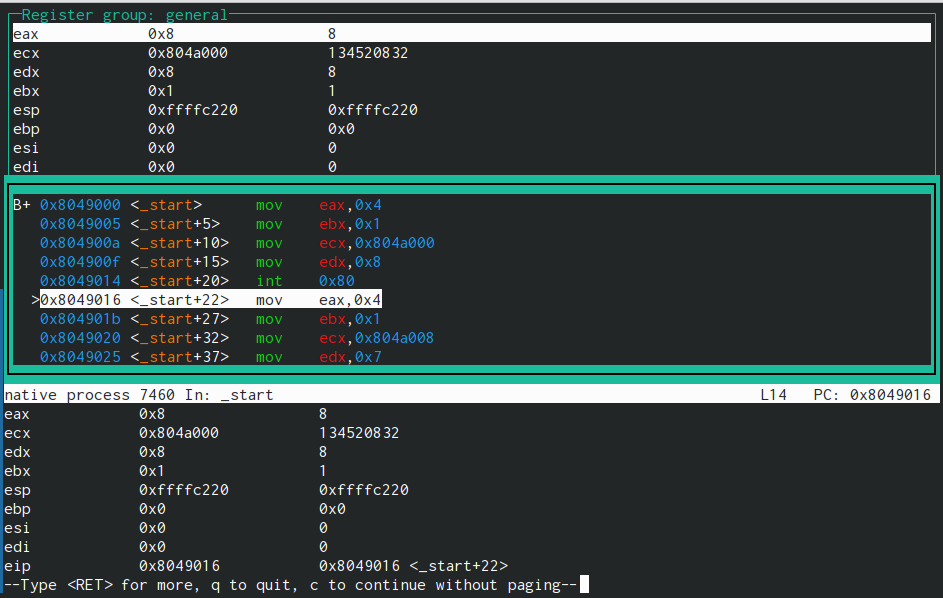 Register group: general
eax 0x8 8
ecx 0x804a000 134520832
edx 0x8 8
ebx 0x1 1
esp 0xffffc220 0xffffc220
ebp 0x0 0x0
esi 0x0 0
edi 0x0 0
B+ 0x8049000 <_start> mov eax,0x4
0x8049005 <_start+5> mov ebx,0x1
0x804900a <_start+10> mov ecx,0x804a000
0x804900f <_start+15> mov edx,0x8
0x8049014 <_start+20> int 0x80
>0x8049016 <_start+22> mov eax,0x4
0x804901b <_start+27> mov ebx,0x1
0x8049020 <_start+32> mov ecx,0x804a008
0x8049025 <_start+37> mov edx,0x7
native process 7460 In: _start L14 PC: 0x8049016
eax 0x8 8
ecx 0x804a000 134520832
edx 0x8 8
ebx 0x1 1
esp 0xffffc220 0xffffc220
ebp 0x0 0x0
esi 0x0 0
edi 0x0 0
eip 0x8049016 0x8049016 <_start+22>
--Type <RET> for more, q to quit, c to continue without paging--